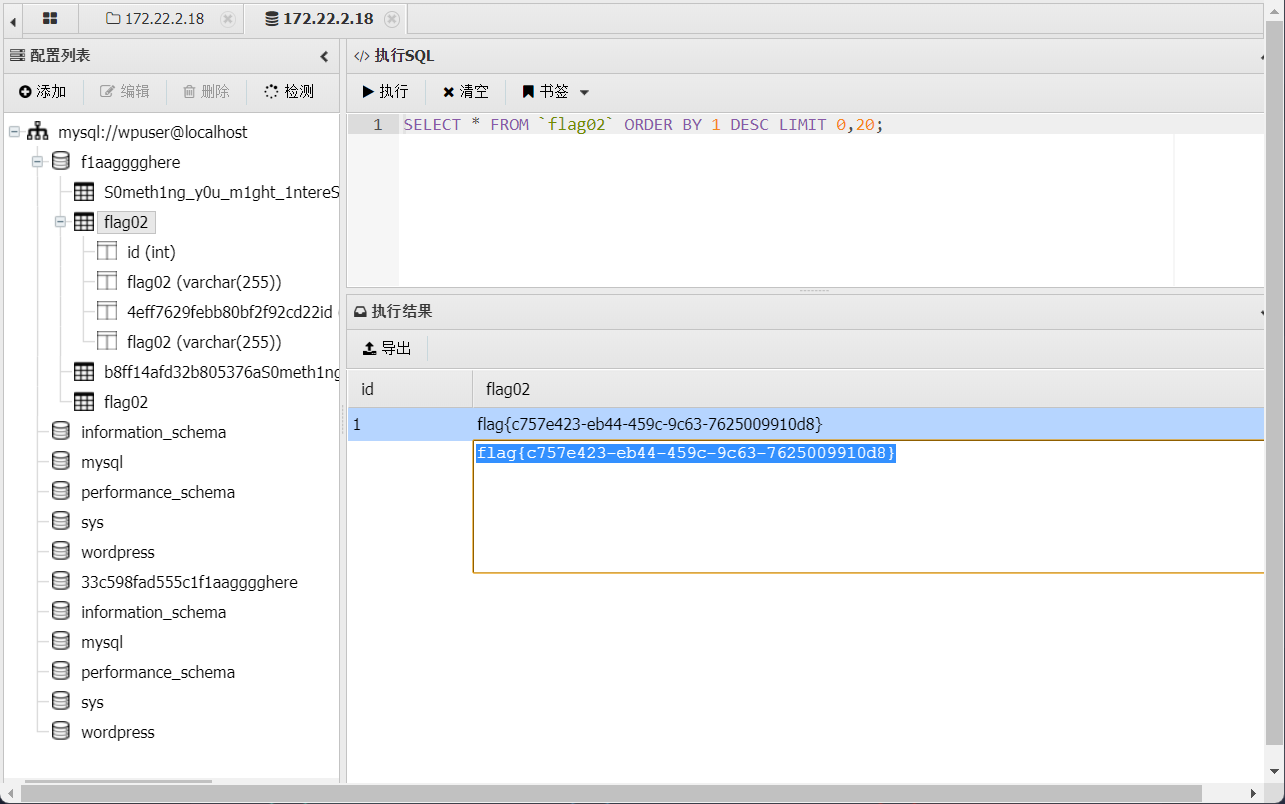 172.22.2.18
172.22.2.18
配置列表
添加 编辑 删除 检测
mysql://wpuser@localhost
f1aagggghere
S0meth1ng_y0u_m1ght_1ntereS
flag02
id (int)
flag02 (varchar(255))
4eff7629febb80bf2f92cd22id (
flag02 (varchar(255))
b8ff14afd32b805376aS0meth1ng
flag02
information_schema
mysql
performance_schema
sys
wordpress
33c598fad555c1f1aagggghere
information_schema
mysql
performance_schema
sys
wordpress
</> 执行SQL
执行 清空 书签
1 SELECT * FROM `flag02` ORDER BY 1 DESC LIMIT 0,20;
执行结果
导出
id flag02
1 flag{c757e423-eb44-459c-9c63-7625009910d8}
flag{c757e423-eb44-459c-9c63-7625009910d8}